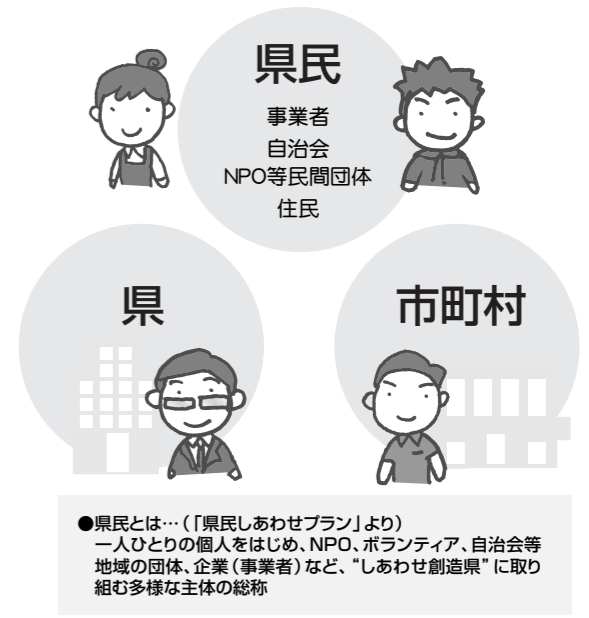 県民
事業者
自治会
NPO等民間団体
住民
県
市町村
●県民とは…（「県民しあわせプラン」より）
一人ひとりの個人をはじめ、NPO、ボランティア、自治会等
地域の団体、企業（事業者）など、“しあわせ創造県”に取り
組む多様な主体の総称